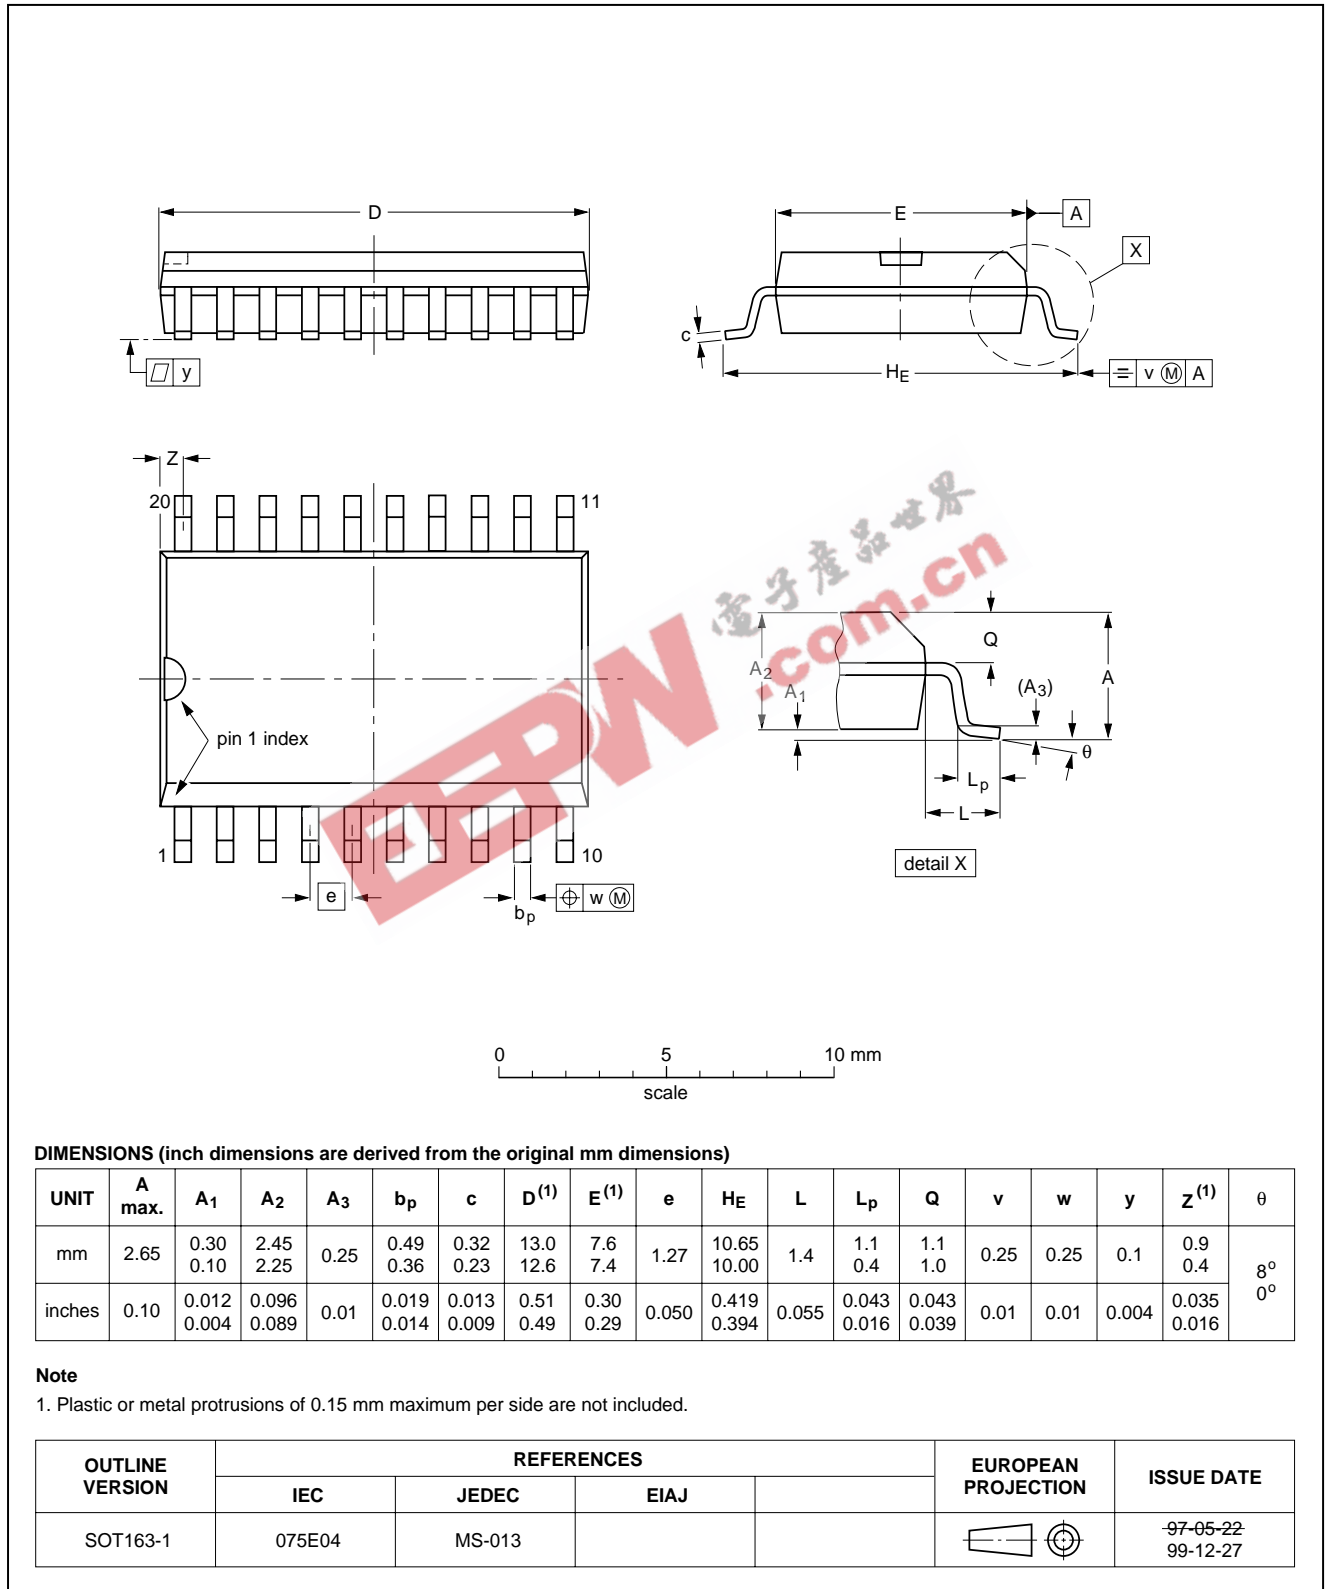 D
E
A
X
c
y
HE
v M A
Z
20
11
電子產品世界
EEPW.com.cn
Q
A2
A1
A
(A3)
pin 1 index
θ
Lp
L
1
10
detail X
e
w M
bp
0 5 10 mm
scale
DIMENSIONS (inch dimensions are derived from the original mm dimensions)
UNIT A max. A1 A2 A3 bp c D(1) E(1) e HE L Lp Q v w y Z(1) θ
mm 2.65 0.30 0.10 2.45 2.25 0.25 0.49 0.36 0.32 0.23 13.0 12.6 7.6 7.4 1.27 10.65 10.00 1.4 1.1 0.4 1.1 1.0 0.25 0.25 0.1 0.9 0.4 8° 0°
inches 0.10 0.012 0.004 0.096 0.089 0.01 0.019 0.014 0.013 0.009 0.51 0.49 0.30 0.29 0.050 0.419 0.394 0.055 0.043 0.016 0.043 0.039 0.01 0.01 0.004 0.035 0.016
Note
1. Plastic or metal protrusions of 0.15 mm maximum per side are not included.
OUTLINE VERSION REFERENCES EUROPEAN PROJECTION ISSUE DATE
IEC JEDEC EIAJ
SOT163-1 075E04 MS-013 97-05-22 99-12-27